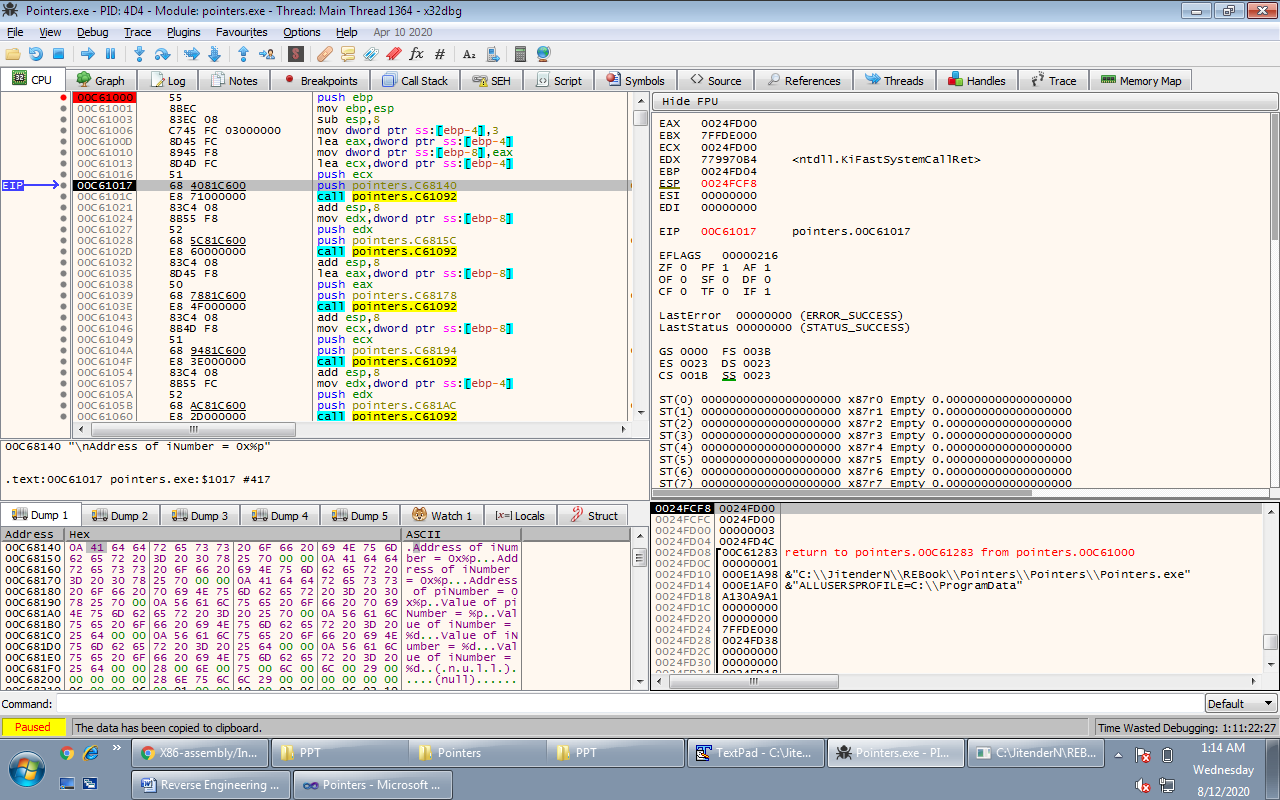 Pointers.exe - PID: 4D4 - Module: pointers.exe - Thread: Main Thread 1364 - x32dbg
File View Debug Trace Plugins Favourites Options Help Apr 10 2020
CPU Graph Log Notes Breakpoints Call Stack SEH Script Symbols Source References Threads Handles Trace Memory Map
00C61000 55 push ebp
00C61001 8BEC mov ebp,esp
00C61003 83EC 08 sub esp,8
00C61006 C745 FC 03000000 mov dword ptr ss:[ebp-4],3
00C6100D 8D45 FC lea eax,dword ptr ss:[ebp-4]
00C61010 8945 F8 mov dword ptr ss:[ebp-8],eax
00C61013 8D4D FC lea ecx,dword ptr ss:[ebp-4]
00C61016 51 push ecx
EIP 00C61017 68 4081C600 push pointers.C68140
00C6101C E8 71000000 call pointers.C61092
00C61021 83C4 08 add esp,8
00C61024 8B55 F8 mov edx,dword ptr ss:[ebp-8]
00C61027 52 push edx
00C61028 68 5C81C600 push pointers.C6815C
00C6102D E8 60000000 call pointers.C61092
00C61032 83C4 08 add esp,8
00C61035 8D45 F8 lea eax,dword ptr ss:[ebp-8]
00C61038 50 push eax
00C61039 68 7881C600 push pointers.C68178
00C6103E E8 4F000000 call pointers.C61092
00C61043 83C4 08 add esp,8
00C61046 8B4D F8 mov ecx,dword ptr ss:[ebp-8]
00C61049 51 push ecx
00C6104A 68 9481C600 push pointers.C68194
00C6104F E8 3E000000 call pointers.C61092
00C61054 83C4 08 add esp,8
00C61057 8B55 FC mov edx,dword ptr ss:[ebp-4]
00C6105A 52 push edx
00C6105B 68 AC81C600 push pointers.C681AC
00C61060 E8 2D000000 call pointers.C61092
00C68140 "\nAddress of iNumber = 0x%p"
.text:00C61017 pointers.exe:$1017 #417
Hide FPU
EAX 0024FD00
EBX 7FFDE000
ECX 0024FD00
EDX 779970B4 <ntdll.KiFastSystemCallRet>
EBP 0024FD04
ESP 0024FCF8
ESI 00000000
EDI 00000000
EIP 00C61017 pointers.00C61017
EFLAGS 00000216
ZF 0 PF 1 AF 1
OF 0 SF 0 DF 0
CF 0 TF 0 IF 1
LastError 00000000 (ERROR_SUCCESS)
LastStatus 00000000 (STATUS_SUCCESS)
GS 0000 FS 003B
ES 0023 DS 0023
CS 001B SS 0023
ST(0) 00000000000000000000 x87r0 Empty 0.000000000000000000
ST(1) 00000000000000000000 x87r1 Empty 0.000000000000000000
ST(2) 00000000000000000000 x87r2 Empty 0.000000000000000000
ST(3) 00000000000000000000 x87r3 Empty 0.000000000000000000
ST(4) 00000000000000000000 x87r4 Empty 0.000000000000000000
ST(5) 00000000000000000000 x87r5 Empty 0.000000000000000000
ST(6) 00000000000000000000 x87r6 Empty 0.000000000000000000
ST(7) 00000000000000000000 x87r7 Empty 0.000000000000000000
Dump 1 Dump 2 Dump 3 Dump 4 Dump 5 Watch 1 [x=] Locals Struct
Address Hex ASCII
00C68140 0A 41 64 64 72 65 73 73 20 6F 66 20 69 4E 75 6D .Address of iNum
00C68150 62 65 72 20 3D 20 30 78 25 70 00 00 0A 41 64 64 ber = 0x%p...Add
00C68160 72 65 73 73 20 6F 66 20 69 4E 75 6D 62 65 72 20 ress of iNumber 
00C68170 3D 20 30 78 25 70 00 00 0A 41 64 64 72 65 73 73 = 0x%p...Address
00C68180 20 6F 66 20 70 69 4E 75 6D 62 65 72 20 3D 20 30 of piNumber = 0
00C68190 78 25 70 00 0A 56 61 6C 75 65 20 6F 66 20 70 69 x%p..Value of pi
00C681A0 4E 75 6D 62 65 72 20 3D 20 25 70 00 0A 56 61 6C Number = %p..Val
00C681B0 75 65 20 6F 66 20 69 4E 75 6D 62 65 72 20 3D 20 ue of iNumber = 
00C681C0 25 64 00 00 0A 56 61 6C 75 65 20 6F 66 20 69 4E %d...Value of iN
00C681D0 75 6D 62 65 72 20 3D 20 25 64 00 00 0A 56 61 6C umber = %d...Val
00C681E0 75 65 20 6F 66 20 69 4E 75 6D 62 65 72 20 3D 20 ue of iNumber = 
00C681F0 25 64 00 00 28 00 6E 00 75 00 6C 00 6C 00 29 00 %d..(.n.u.l.l.).
00C68200 00 00 00 00 28 6E 75 6C 6C 29 00 00 00 00 00 00 ....(null)......
0024FCF8 0024FD00
0024FCFC 0024FD00
0024FD00 00000003
0024FD04 0024FD4C
0024FD08 00C61283 return to pointers.00C61283 from pointers.00C61000
0024FD0C 00000001
0024FD10 000E1A98 &"C:\\JitenderN\\REBook\\Pointers\\Pointers\\Pointers.exe"
0024FD14 000E1AF0 &"ALLUSERSPROFILE=C:\\ProgramData"
0024FD18 A130A9A1
0024FD1C 00000000
0024FD20 00000000
0024FD24 7FFDE000
0024FD28 0024FD38
0024FD2C 00000000
0024FD30 00000000
Command: Default
Paused The data has been copied to clipboard. Time Wasted Debugging: 1:11:22:27
X86-assembly/In... PPT Pointers PPT TextPad - C:\Jite... Pointers.exe - PI... C:\JitenderN\REB...
Reverse Engineering ... Pointers - Microsoft ...
1:14 AM
Wednesday
8/12/2020